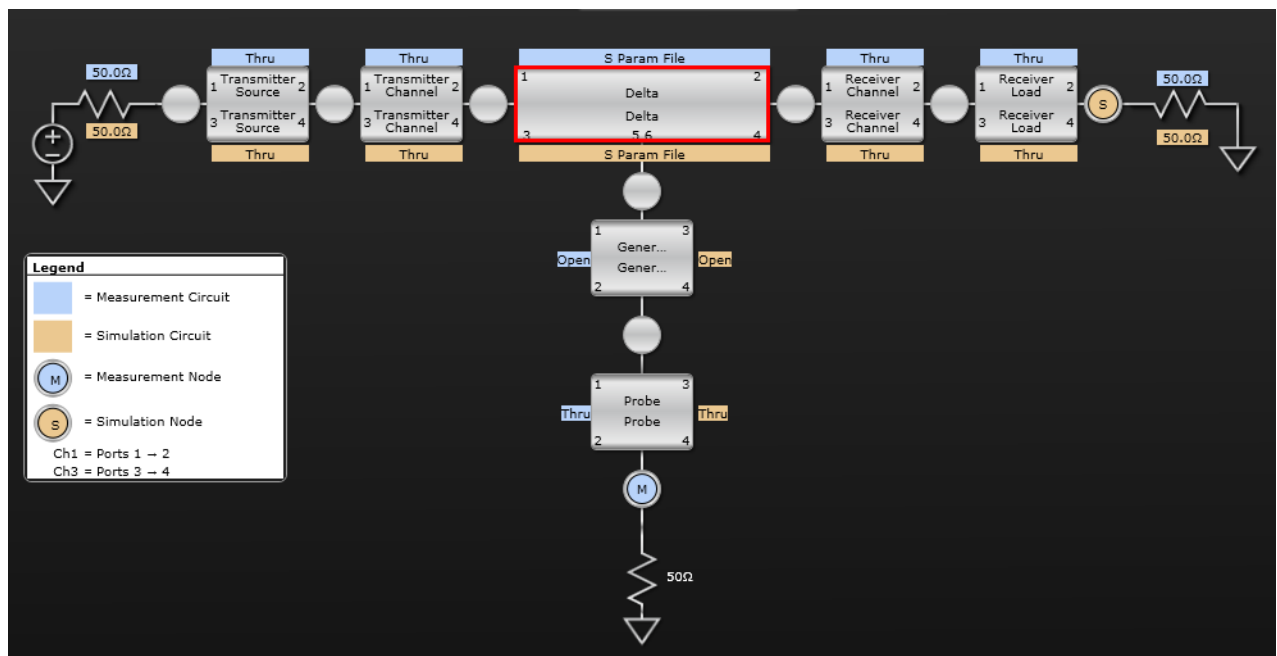 Thru
Thru
S Param File
Thru
Thru
50.0Ω
50.0Ω
1 Transmitter Source 2
3 Transmitter Source 4
1 Transmitter Channel 2
3 Transmitter Channel 4
1 2
Delta
Delta
3 5 6 4
1 Receiver Channel 2
3 Receiver Channel 4
1 Receiver Load 2
3 Receiver Load 4
S
50.0Ω
50.0Ω
Thru
Thru
S Param File
Thru
Thru
1 3
Gener...
Open
Open
Gener...
2 4
Legend
= Measurement Circuit
= Simulation Circuit
M = Measurement Node
S = Simulation Node
Ch1 = Ports 1 → 2
Ch3 = Ports 3 → 4
1 3
Probe
Thru
Thru
Probe
2 4
M
50Ω